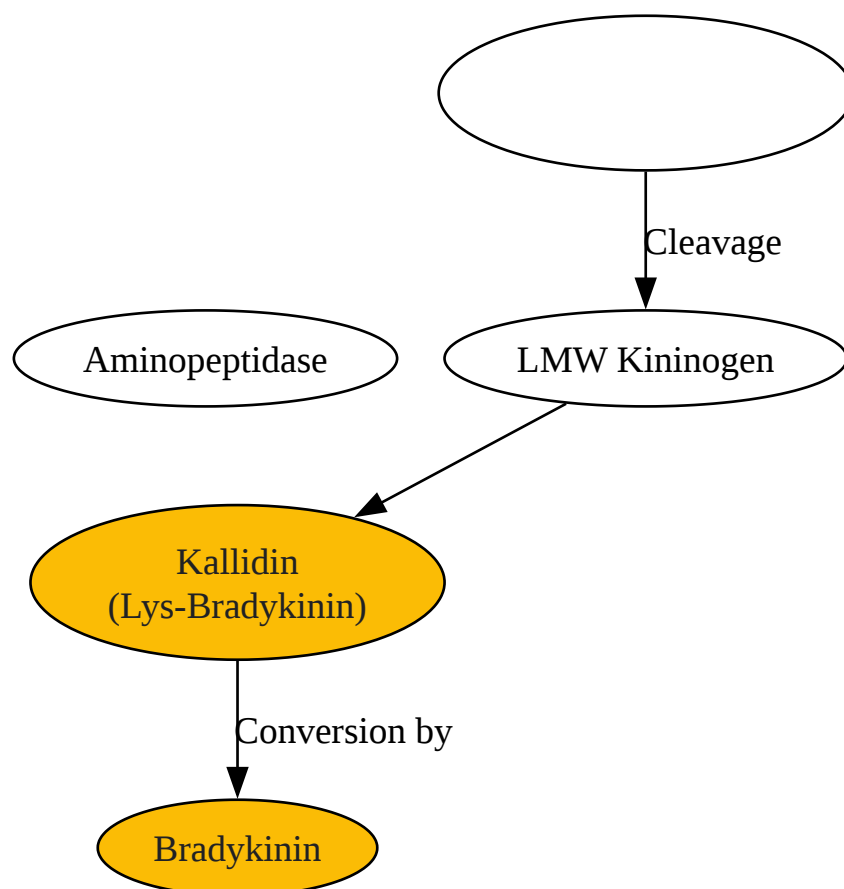 Cleavage
Aminopeptidase
LMW Kininogen
Kallidin
(Lys-Bradykinin)
Conversion by
Bradykinin